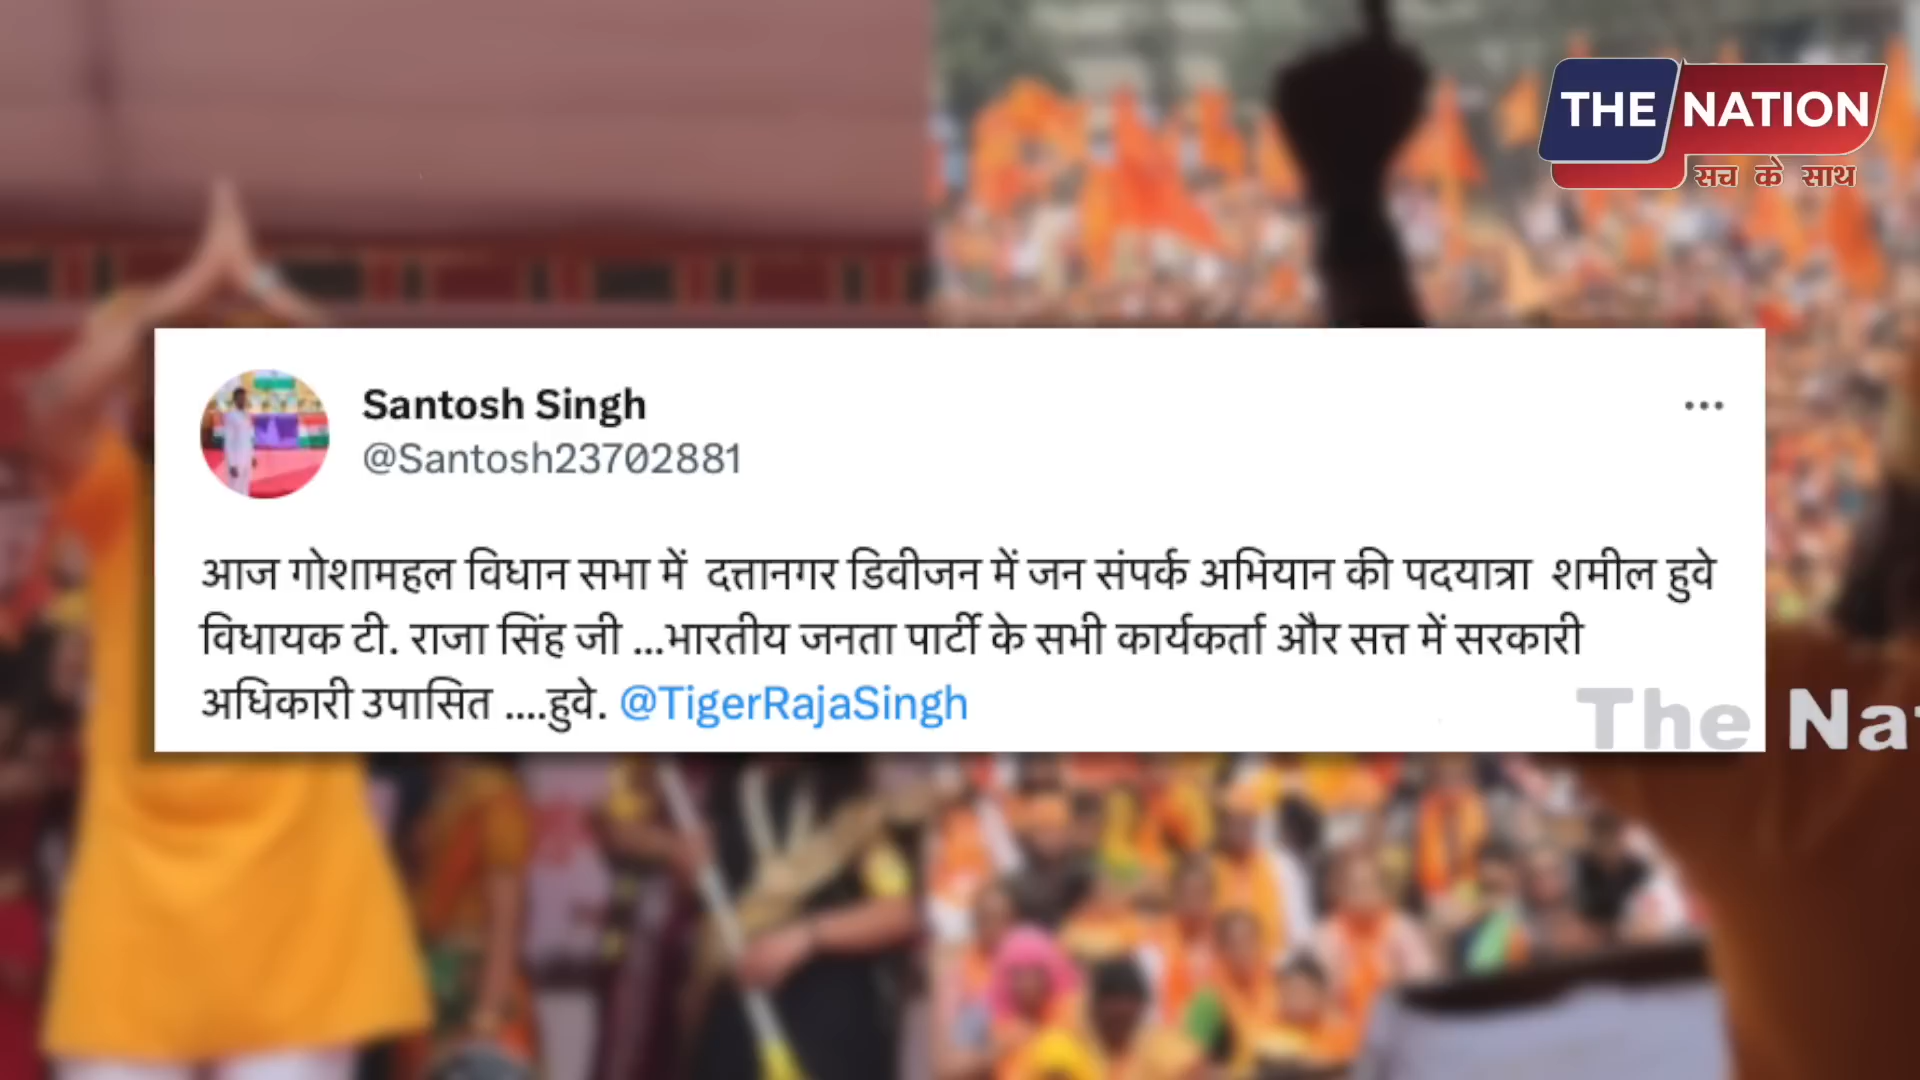 THE NATION
सच के साथ
Santosh Singh
@Santosh23702881
आज गोशामहल विधान सभा में दत्तानगर डिवीजन में जन संपर्क अभियान की पदयात्रा शमील हुवे
विधायक टी. राजा सिंह जी ...भारतीय जनता पार्टी के सभी कार्यकर्ता और सत्त में सरकारी
अधिकारी उपासित ....हुवे. @TigerRajaSingh
The Na